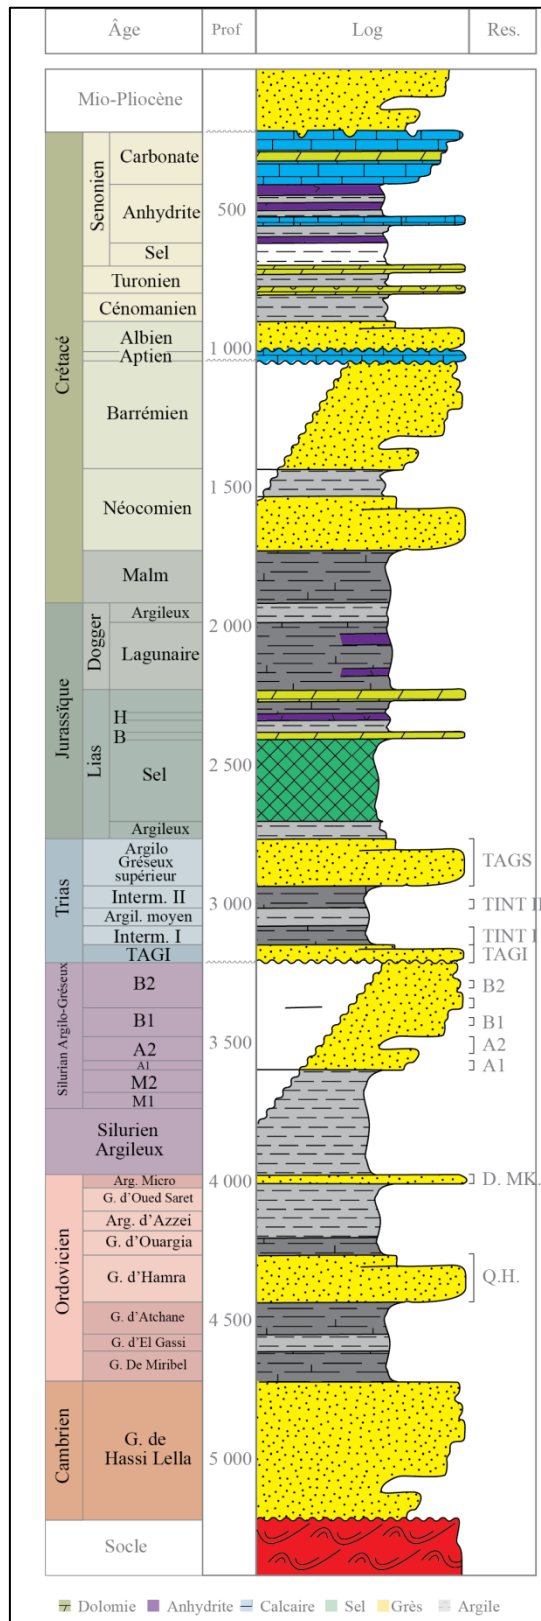 Âge Prof Log Res.
Mio-Pliocène
Crétacé
Senonien
Carbonate
Anhydrite
500
Sel
Turonien
Cénomanien
Albien
1 000
Aptien
Barrémien
1 500
Néocomien
Malm
Jurassïque
Dogger
Argileux
2 000
Lagunaire
Lias
H
B
Sel
2 500
Argileux
Trias
Argilo
Gréseux
supérieur
TAGS
Interm. II
3 000
TINT II
Argil. moyen
Interm. I
TINT I
TAGI
TAGI
Silurian Argilo-Gréseux
B2
B2
B1
B1
3 500
A2
A2
A1
A1
M2
M1
Silurien
Argileux
Ordovicien
Arg. Micro
4 000
D. MK.
G. d'Oued Saret
Arg. d'Azzei
G. d'Ouargia
G. d'Hamra
Q.H.
G. d'Atchane
4 500
G. d'El Gassi
G. De Miribel
Cambrien
G. de
Hassi Lella
5 000
Socle
Dolomie Anhydrite Calcaire Sel Grès Argile